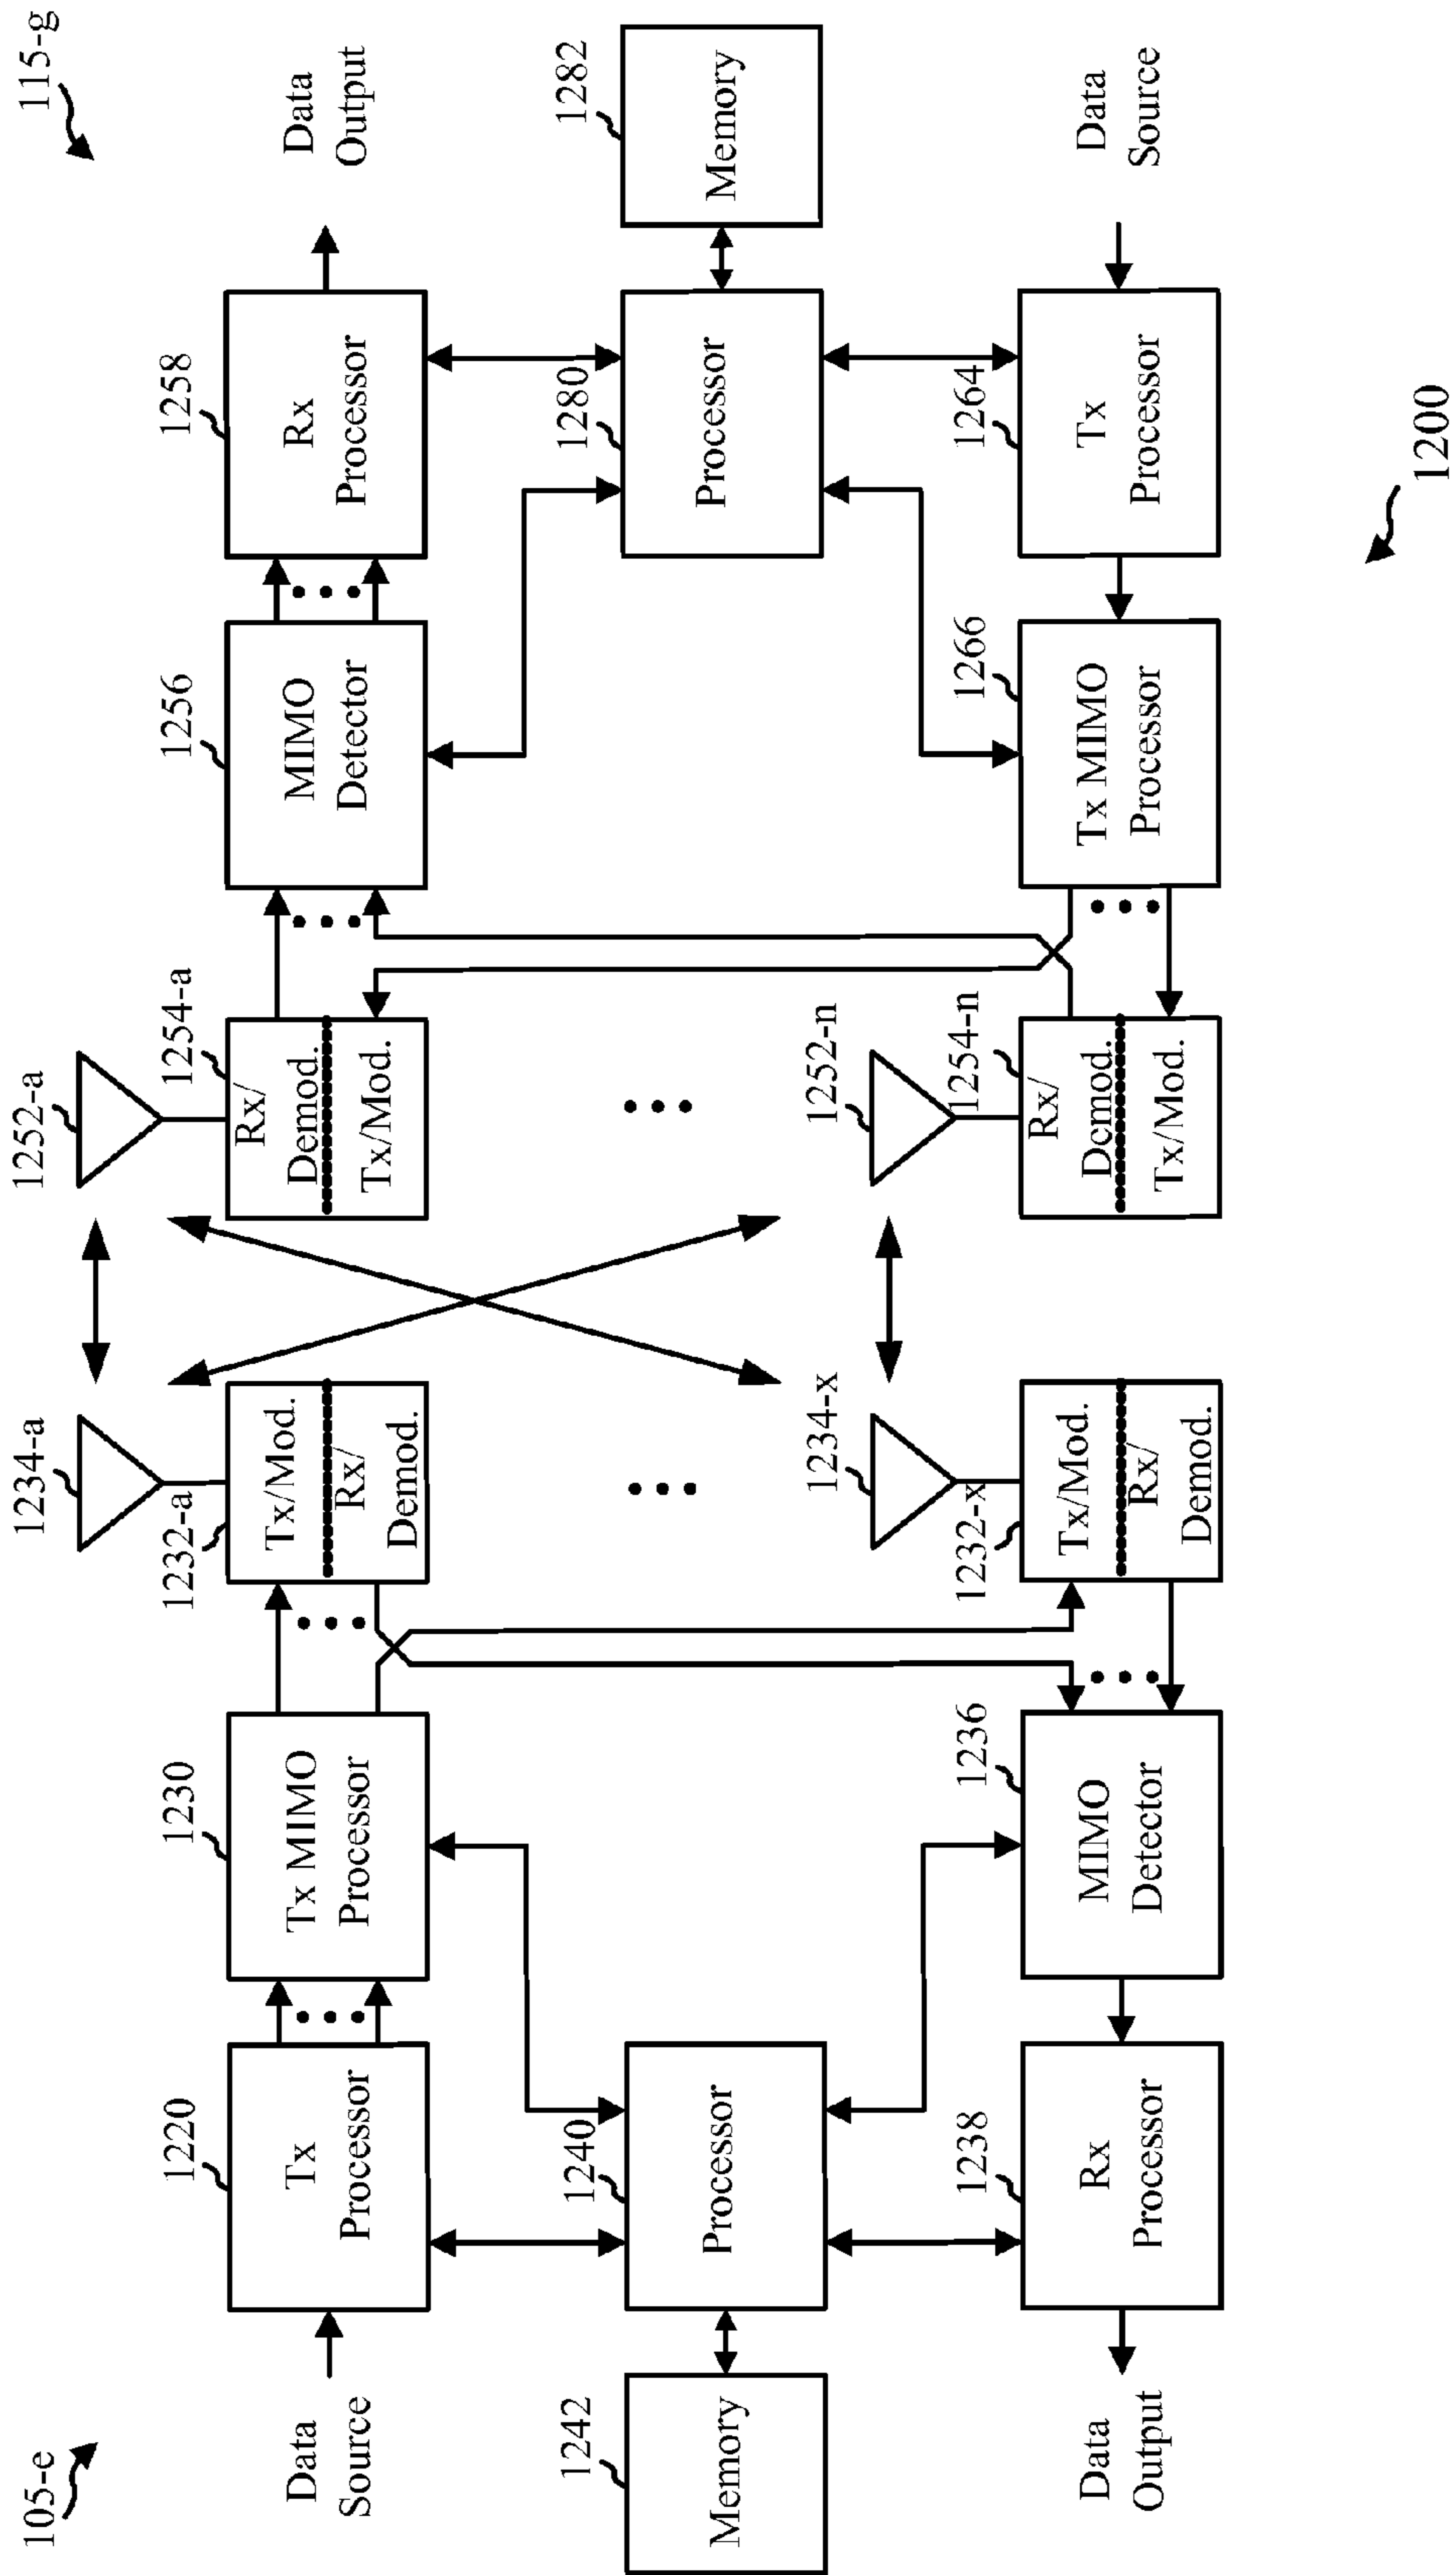 105-e
115-g
Data
Source
1220
Tx
Processor
1230
Tx MIMO
Processor
1234-a
1232-a
Tx/Mod.
Rx/
Demod.
1252-a
1254-a
Rx/
Demod.
Tx/Mod.
1256
MIMO
Detector
1258
Rx
Processor
Data
Output
1242
Memory
1240
Processor
1280
Processor
1282
Memory
Data
Output
1238
Rx
Processor
1236
MIMO
Detector
1234-x
1232-x
Tx/Mod.
Rx/
Demod.
1252-n
1254-n
Rx/
Demod.
Tx/Mod.
1266
Tx MIMO
Processor
1264
Tx
Processor
Data
Source
1200